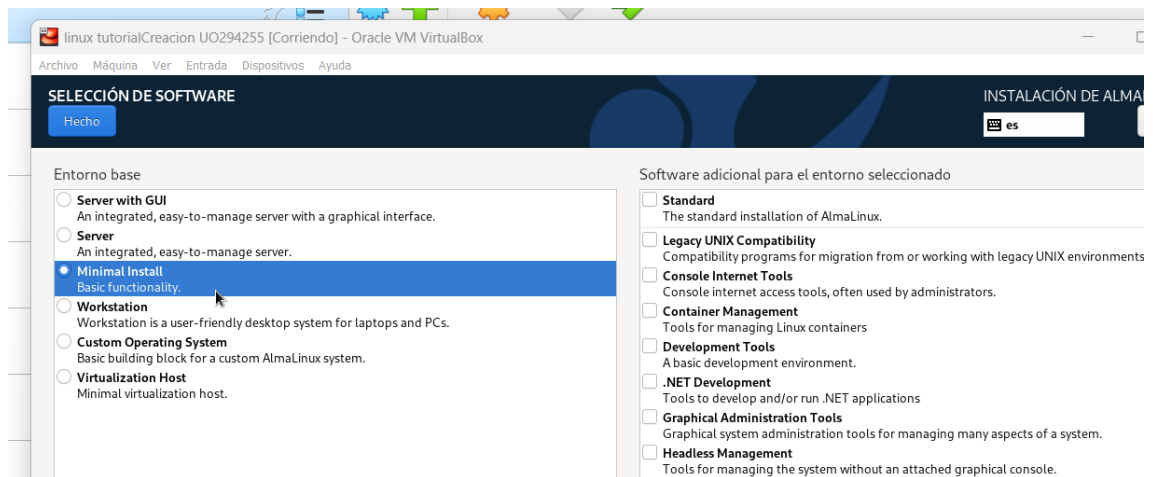 linux tutorialCreacion UO294255 [Corriendo] - Oracle VM VirtualBox
Archivo Máquina Ver Entrada Dispositivos Ayuda
SELECCIÓN DE SOFTWARE
Hecho
INSTALACIÓN DE ALMA
es
Entorno base
Server with GUI
An integrated, easy-to-manage server with a graphical interface.
Server
An integrated, easy-to-manage server.
Minimal Install
Basic functionality.
Workstation
Workstation is a user-friendly desktop system for laptops and PCs.
Custom Operating System
Basic building block for a custom AlmaLinux system.
Virtualization Host
Minimal virtualization host.
Software adicional para el entorno seleccionado
Standard
The standard installation of AlmaLinux.
Legacy UNIX Compatibility
Compatibility programs for migration from or working with legacy UNIX environments
Console Internet Tools
Console internet access tools, often used by administrators.
Container Management
Tools for managing Linux containers
Development Tools
A basic development environment.
.NET Development
Tools to develop and/or run .NET applications
Graphical Administration Tools
Graphical system administration tools for managing many aspects of a system.
Headless Management
Tools for managing the system without an attached graphical console.